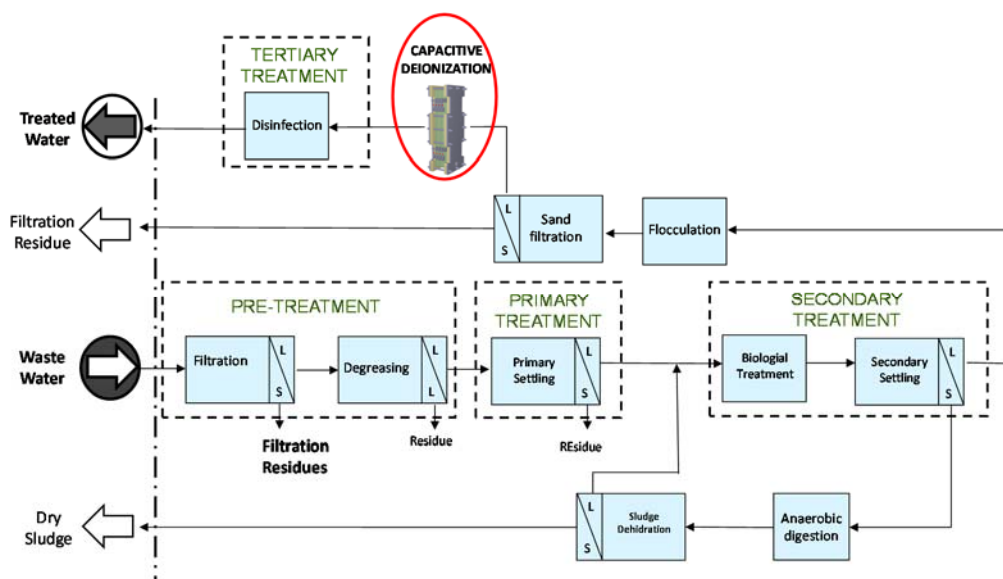 CAPACITIVE
DEIONIZATION
TERTIARY
TREATMENT
Treated
Water
Disinfection
Filtration
Residue
L
S
Sand
filtration
Flocculation
PRE-TREATMENT
PRIMARY
TREATMENT
SECONDARY
TREATMENT
Waste
Water
Filtration
L
S
Degreasing
L
L
Primary
Settling
L
S
Biologial
Treatment
Secondary
Settling
L
S
Filtration
Residues
Residue
REsidue
Dry
Sludge
L
S
Sludge
Dehidration
Anaerobic
digestion